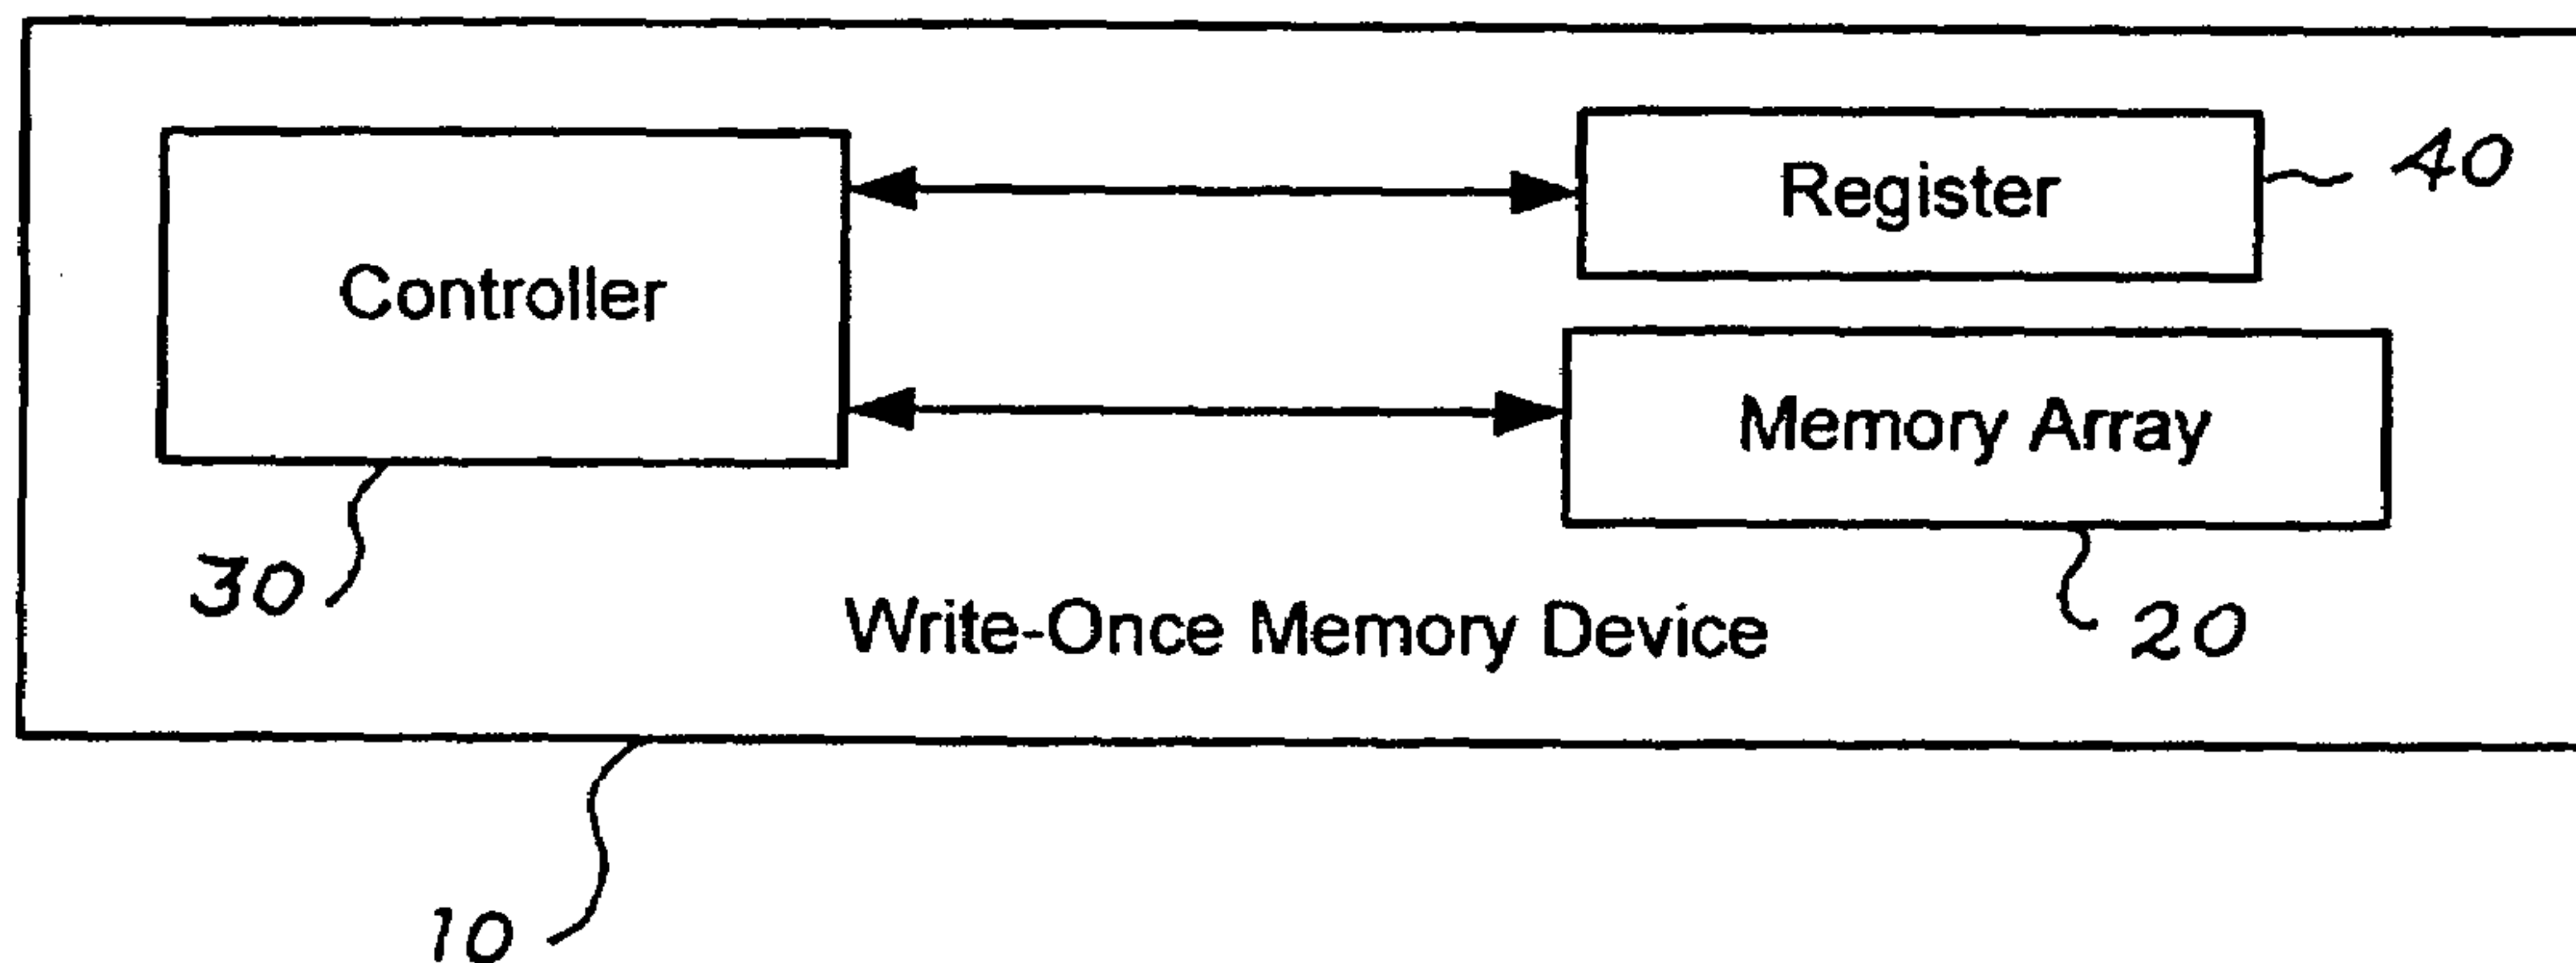 Register
40
Controller
Memory Array
30
Write-Once Memory Device
20
10